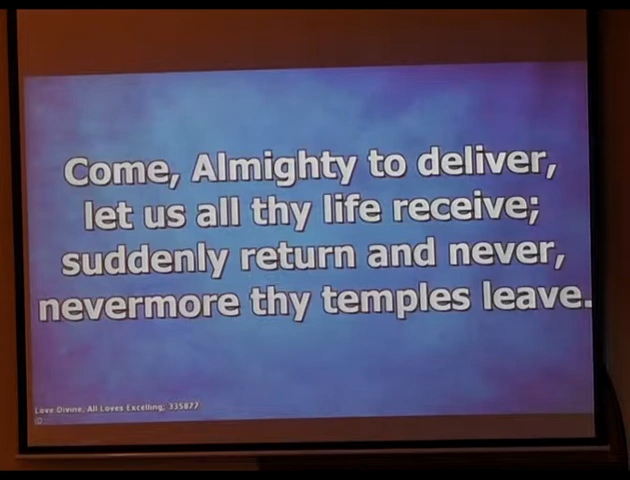 Come, Almighty to deliver,
let us all thy life receive;
suddenly return and never,
nevermore thy temples leave.
Love Divine, All Loves Excelling; 335877
©